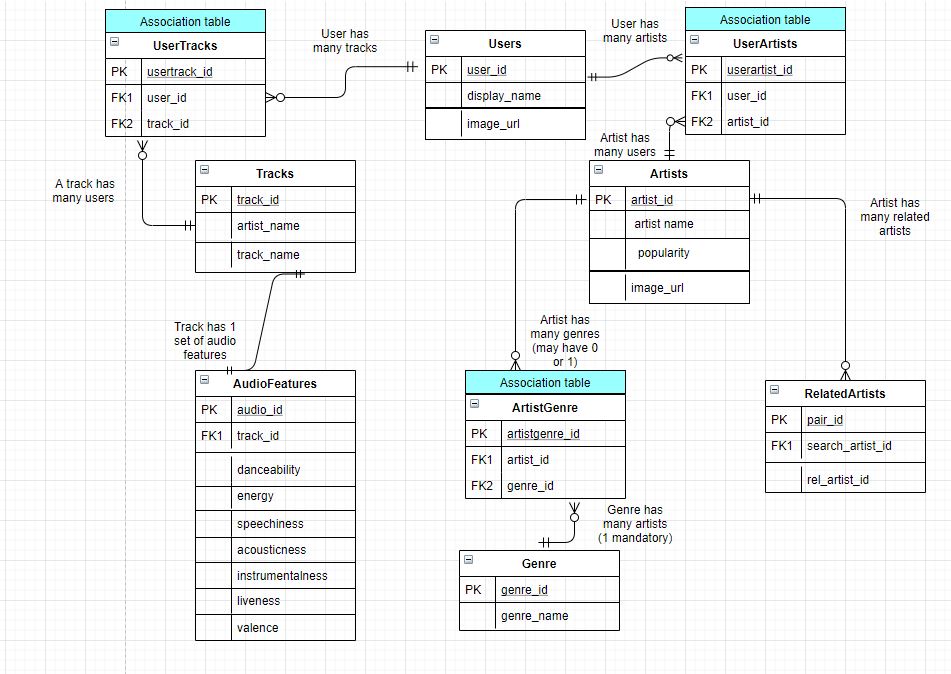 Association table
UserTracks
PK usertrack_id
FK1 user_id
FK2 track_id
User has
many tracks
Users
PK user_id
display_name
image_url
User has
many artists
Association table
UserArtists
PK userartist_id
FK1 user_id
FK2 artist_id
A track has
many users
Tracks
PK track_id
artist_name
track_name
Artist has
many users
Artists
PK artist_id
artist name
popularity
image_url
Artist has
many related
artists
Track has 1
set of audio
features
AudioFeatures
PK audio_id
FK1 track_id
danceability
energy
speechiness
acousticness
instrumentalness
liveness
valence
Artist has
many genres
(may have 0
or 1)
Association table
ArtistGenre
PK artistgenre_id
FK1 artist_id
FK2 genre_id
RelatedArtists
PK pair_id
FK1 search_artist_id
rel_artist_id
Genre has
many artists
(1 mandatory)
Genre
PK genre_id
genre_name